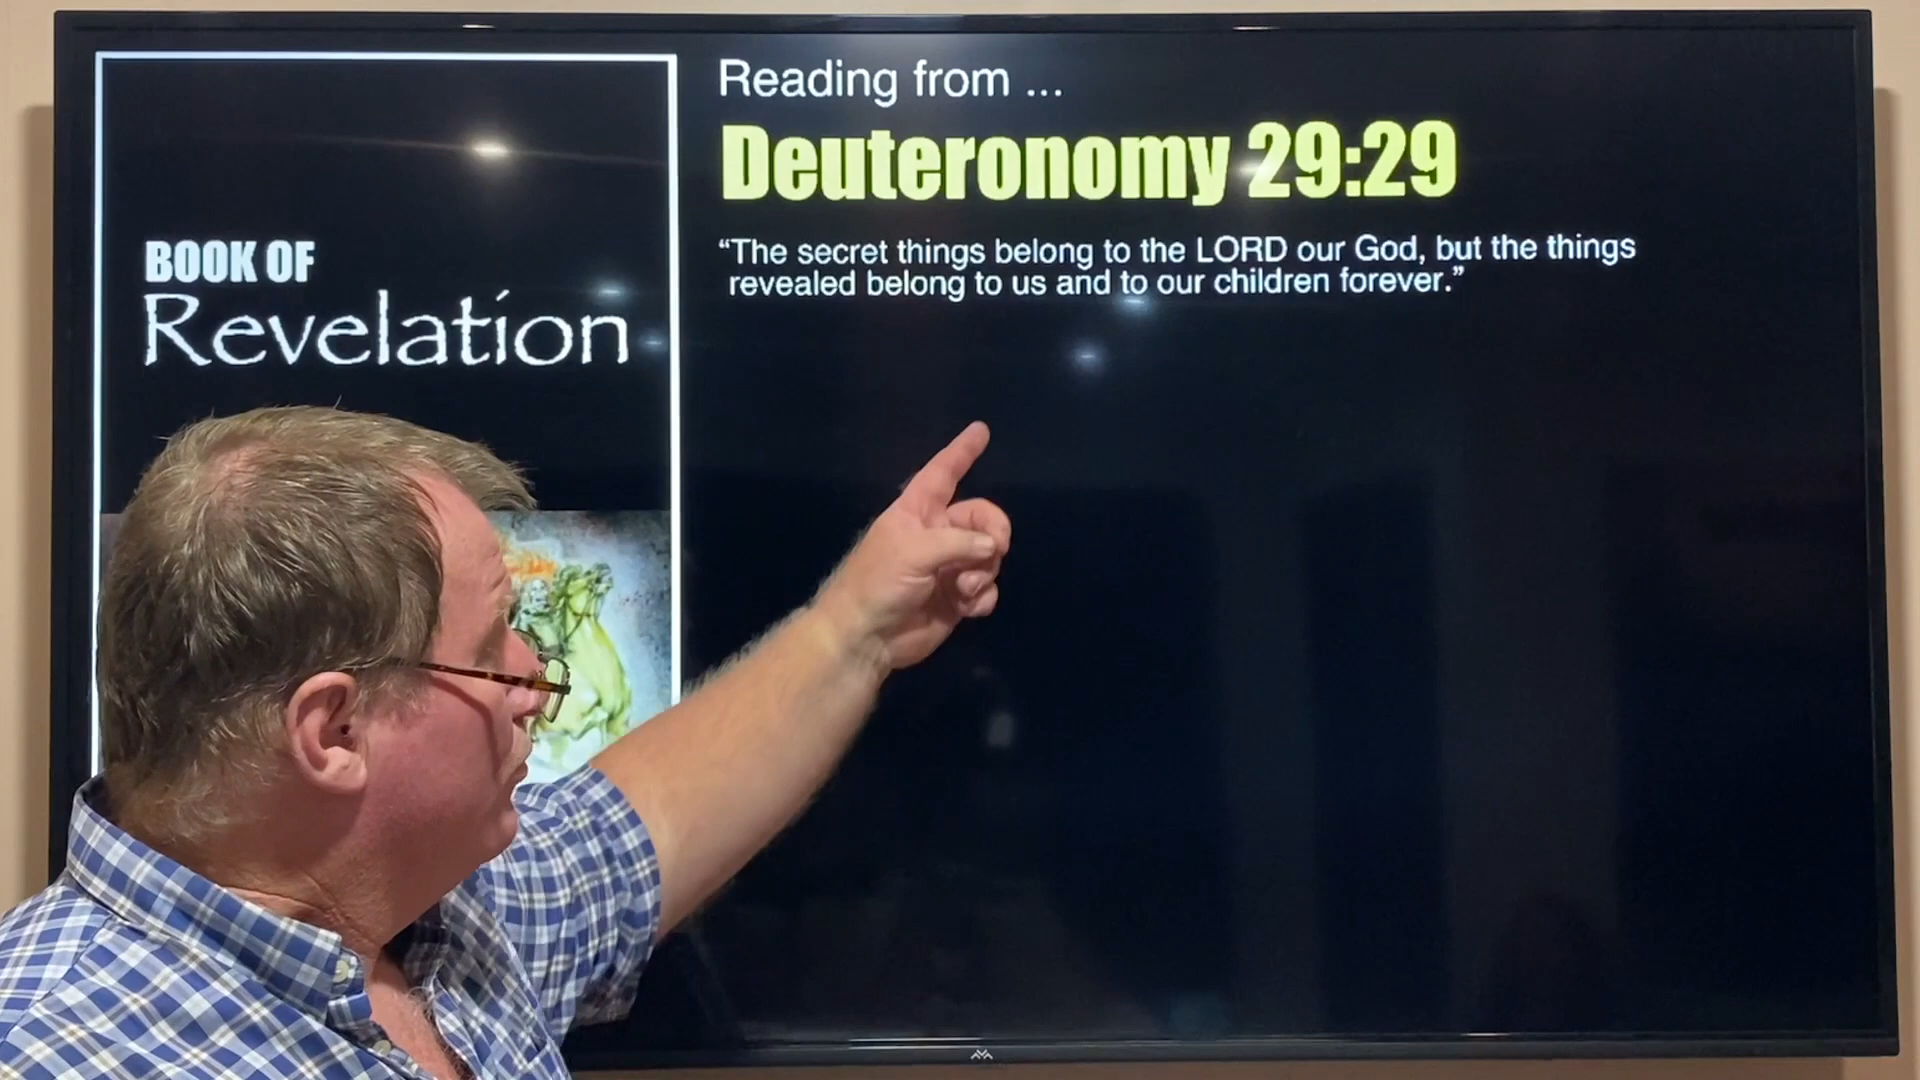 BOOK OF
Revelation
Reading from ...
Deuteronomy 29:29
“The secret things belong to the LORD our God, but the things
revealed belong to us and to our children forever.”